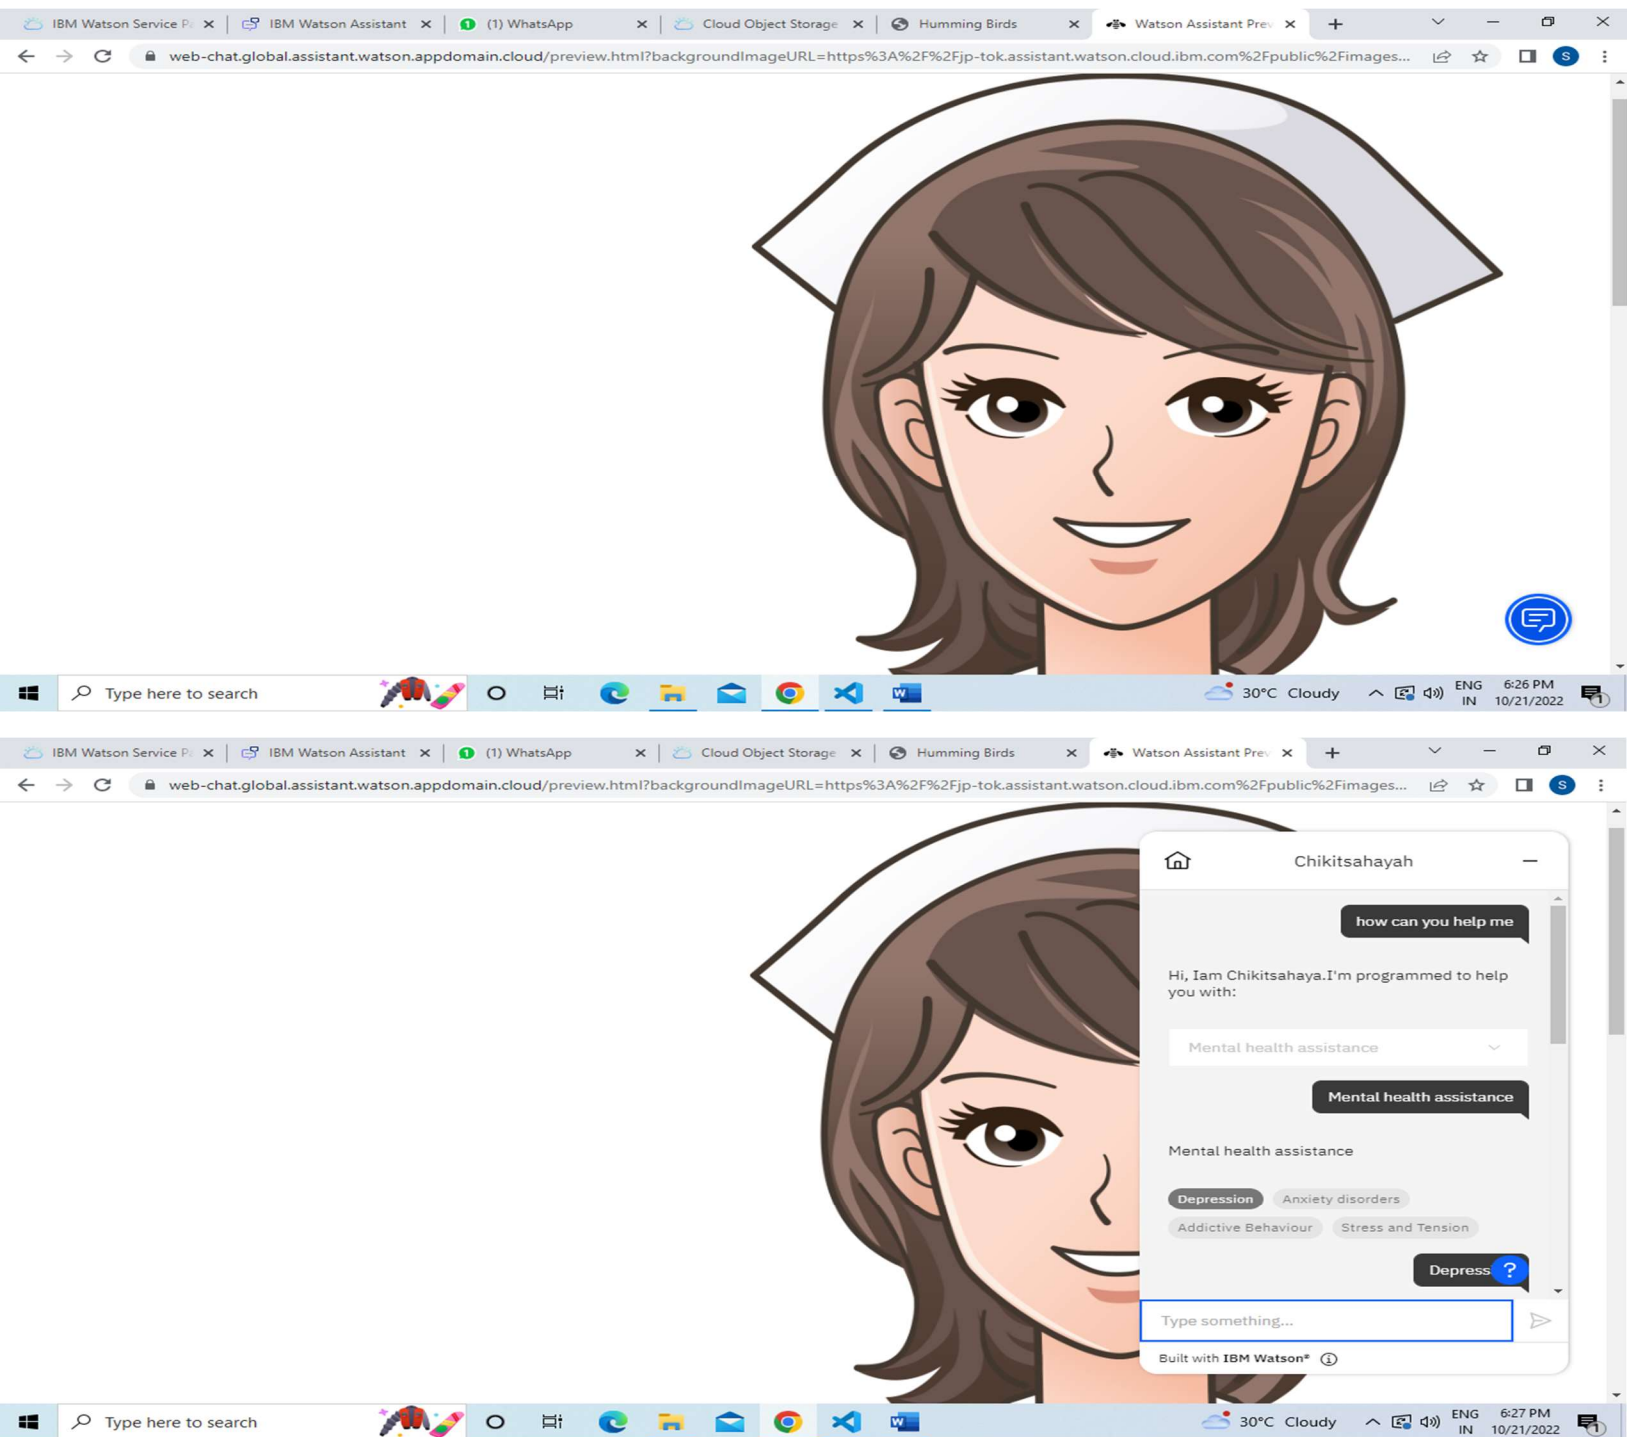 IBM Watson Service P
IBM Watson Assistant
(1) WhatsApp
Cloud Object Storage
Humming Birds
Watson Assistant Prev
web-chat.global.assistant.watson.appdomain.cloud/preview.html?backgroundImageURL=https%3A%2F%2Fjp-tok.assistant.watson.cloud.ibm.com%2Fpublic%2Fimages...
S
Type here to search
30°C Cloudy
ENG
IN
6:26 PM
10/21/2022
1
IBM Watson Service P
IBM Watson Assistant
(1) WhatsApp
Cloud Object Storage
Humming Birds
Watson Assistant Prev
web-chat.global.assistant.watson.appdomain.cloud/preview.html?backgroundImageURL=https%3A%2F%2Fjp-tok.assistant.watson.cloud.ibm.com%2Fpublic%2Fimages...
S
Chikitsahayah
how can you help me
Hi, Iam Chikitsahaya.I'm programmed to help
you with:
Mental health assistance
Mental health assistance
Mental health assistance
Depression Anxiety disorders
Addictive Behaviour Stress and Tension
Depress ?
Type something...
Built with IBM Watson®
Type here to search
30°C Cloudy
ENG
IN
6:27 PM
10/21/2022
1